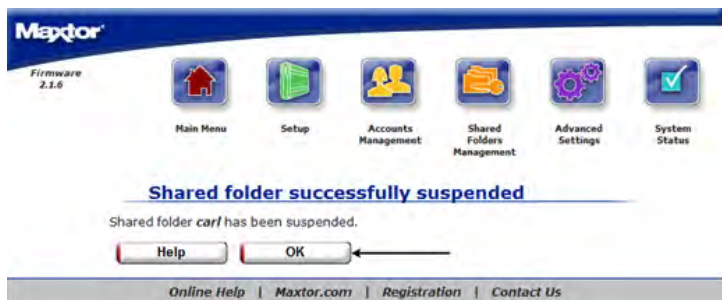 Maxtor
Firmware
2.1.6
Main Menu
Setup
Accounts
Management
Shared
Folders
Management
Advanced
Settings
System
Status
Shared folder successfully suspended
Shared folder carl has been suspended.
Help
OK
Online Help | Maxtor.com | Registration | Contact Us